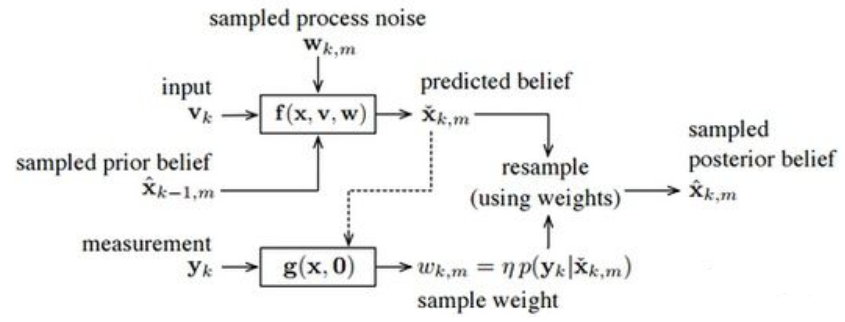 sampled process noise
w_{k,m}
input
v_k
f(x, v, w)
predicted belief
x̌_{k,m}
sampled prior belief
x̂_{k−1,m}
resample
(using weights)
sampled
posterior belief
x̂_{k,m}
measurement
y_k
g(x, 0)
w_{k,m} = η p(y_k|x̌_{k,m})
sample weight